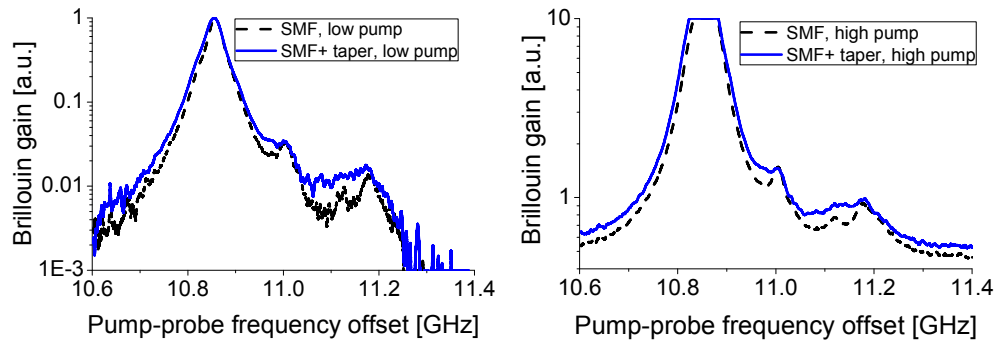 Brillouin gain [a.u.]
1
0.1
0.01
1E-3
SMF, low pump
SMF+ taper, low pump
10.6 10.8 11.0 11.2 11.4
Pump-probe frequency offset [GHz]
Brillouin gain [a.u.]
10
1
SMF, high pump
SMF+ taper, high pump
10.6 10.8 11.0 11.2 11.4
Pump-probe frequency offset [GHz]